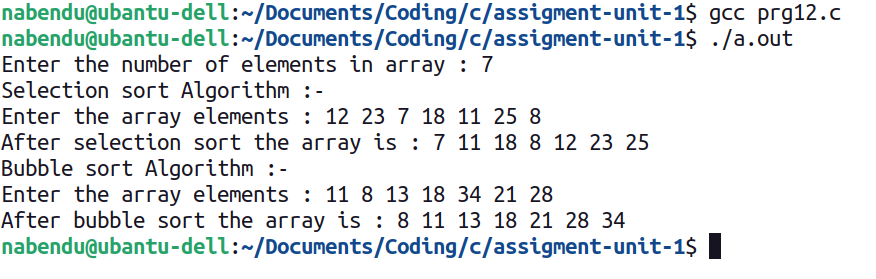 nabendu@ubantu-dell:~/Documents/Coding/c/assigment-unit-1$ gcc prg12.c
nabendu@ubantu-dell:~/Documents/Coding/c/assigment-unit-1$ ./a.out
Enter the number of elements in array : 7
Selection sort Algorithm :-
Enter the array elements : 12 23 7 18 11 25 8
After selection sort the array is : 7 11 18 8 12 23 25
Bubble sort Algorithm :-
Enter the array elements : 11 8 13 18 34 21 28
After bubble sort the array is : 8 11 13 18 21 28 34
nabendu@ubantu-dell:~/Documents/Coding/c/assigment-unit-1$